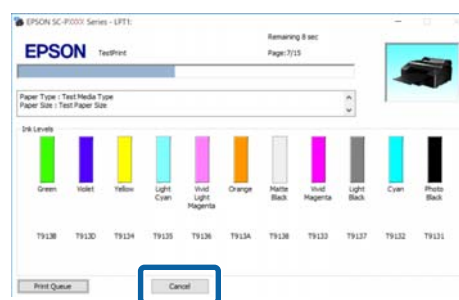 EPSON SC-PXXXX Series - LPT1:
EPSON
TestPrint
Remaining 8 sec
Page:7/15
Paper Type : Test Media Type
Paper Size : Test Paper Size
Ink Levels
Green Violet Yellow Light Cyan Vivid Light Magenta Orange Matte Black Vivid Magenta Light Black Cyan Photo Black
T913B T913D T9134 T9135 T9136 T913A T9138 T9133 T9137 T9132 T9131
Print Queue Cancel